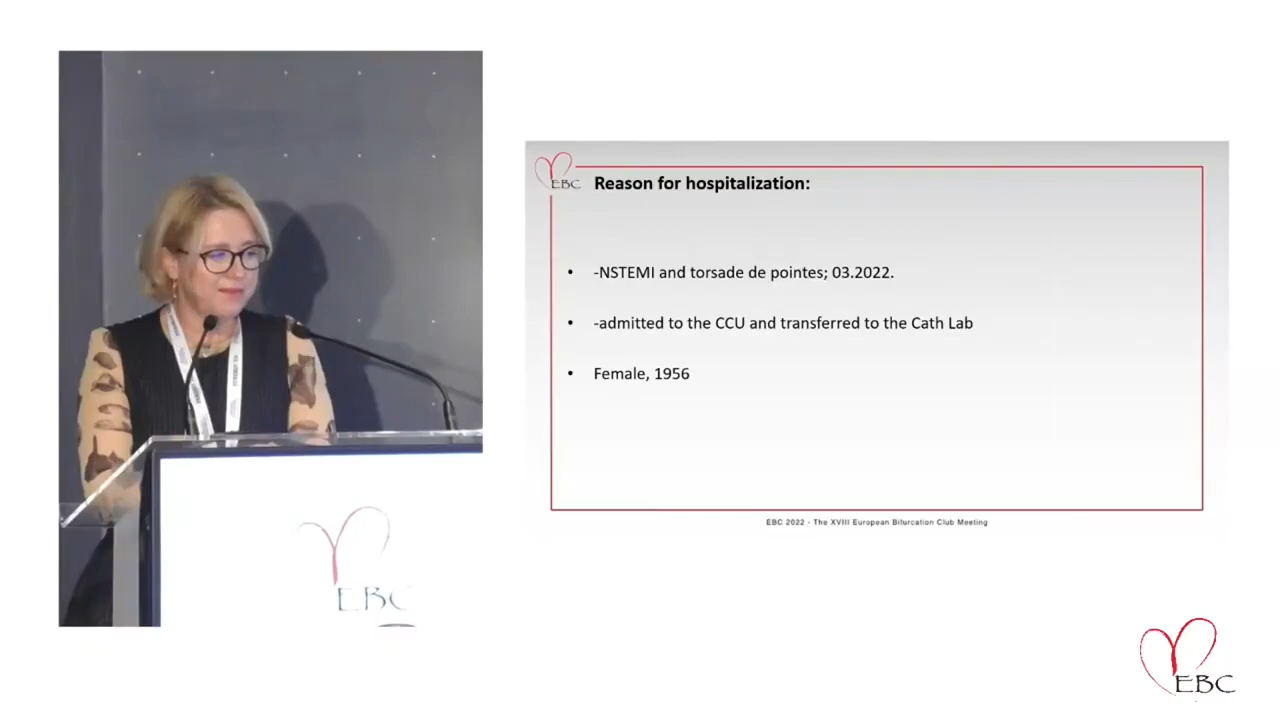 EBC
Reason for hospitalization:
• -NSTEMI and torsade de pointes; 03.2022.
• -admitted to the CCU and transferred to the Cath Lab
• Female, 1956
EBC 2022 - The XVIII European Bifurcation Club Meeting
EBC
EBC